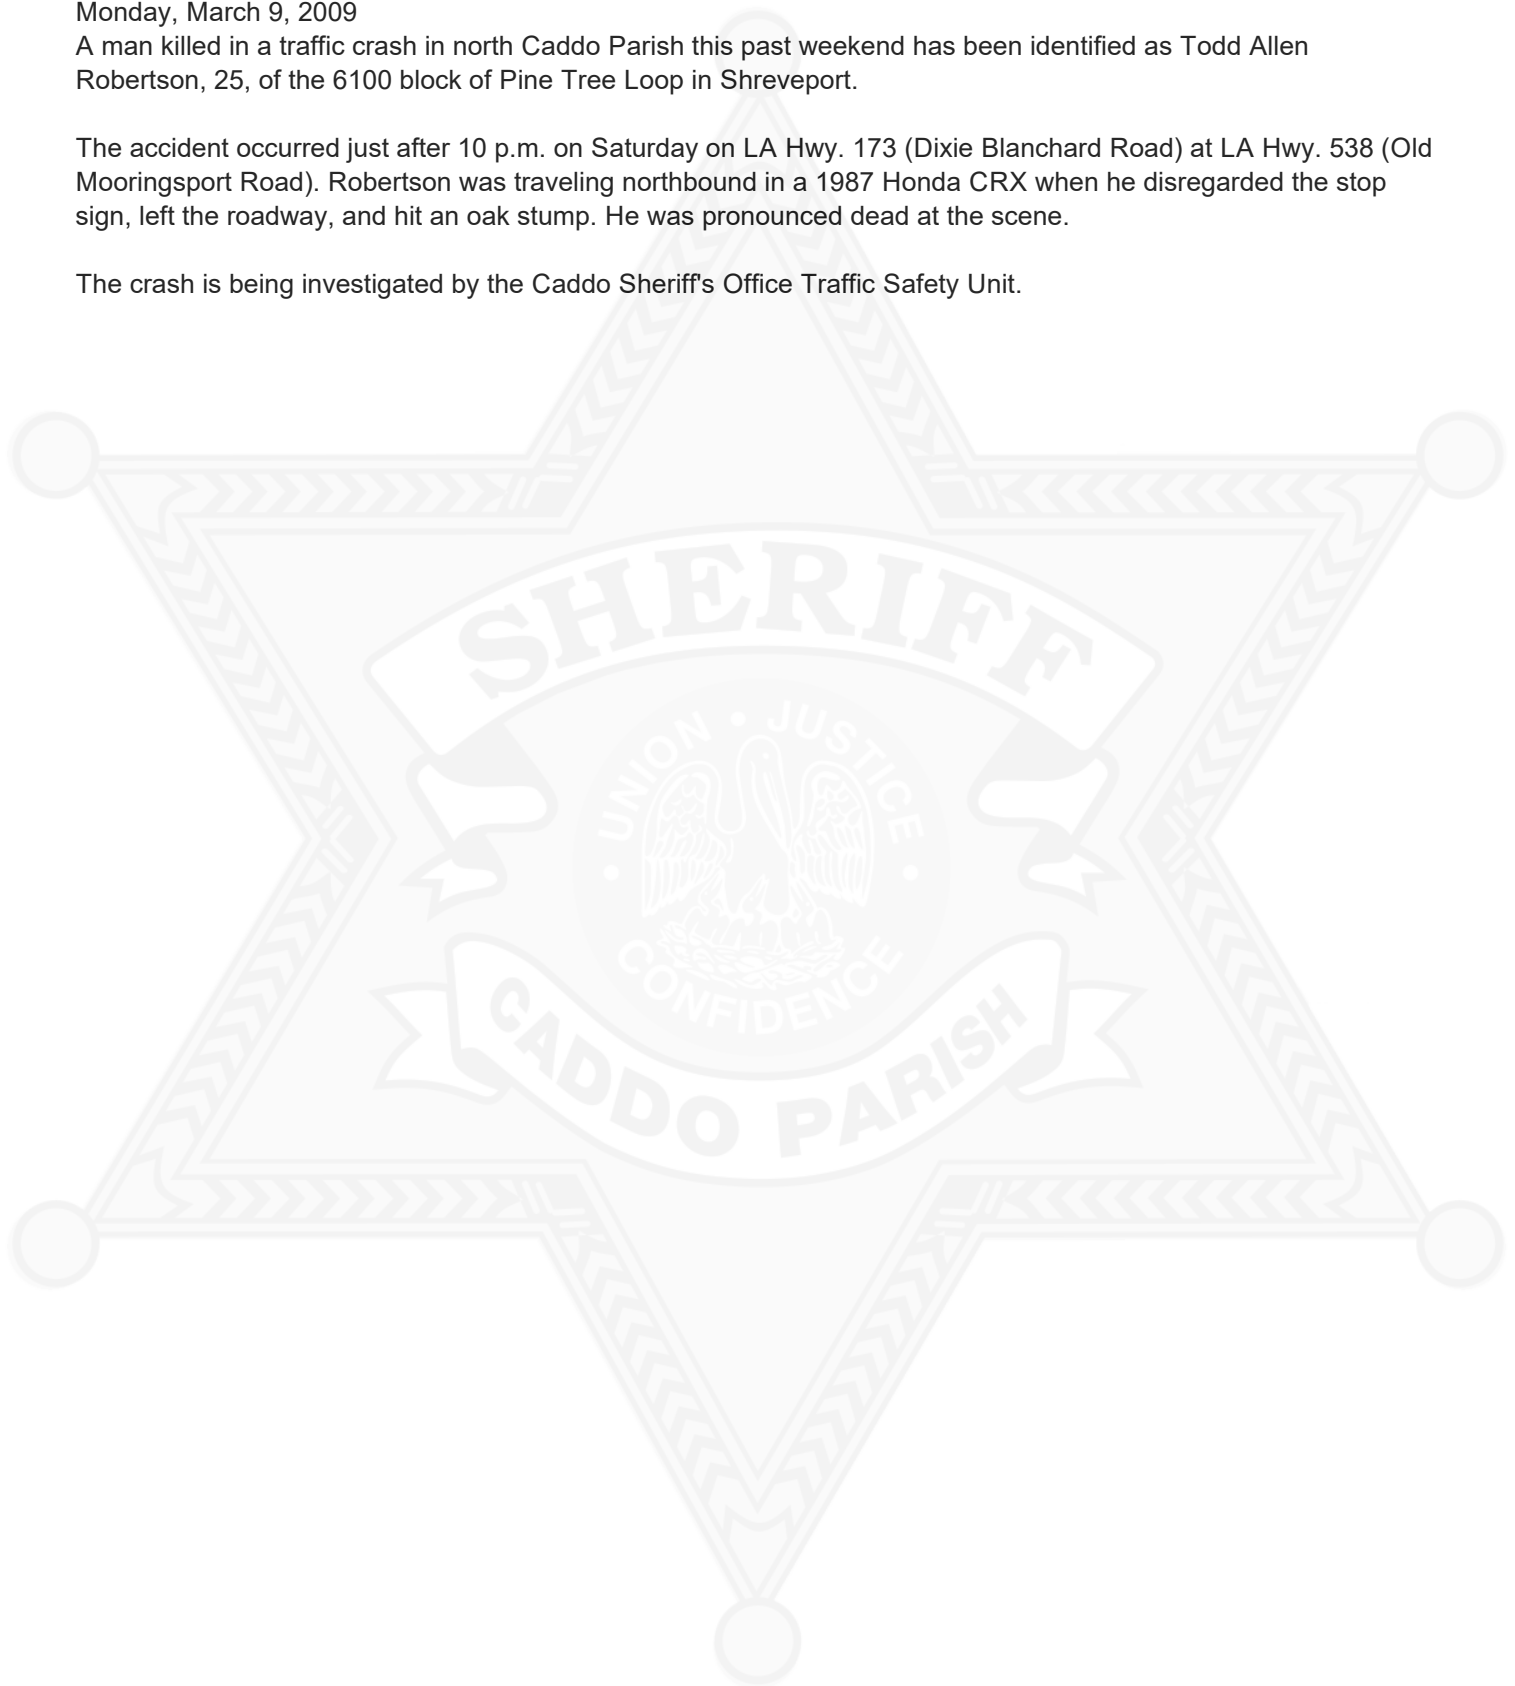 Monday, March 9, 2009
A man killed in a traffic crash in north Caddo Parish this past weekend has been identified as Todd Allen
Robertson, 25, of the 6100 block of Pine Tree Loop in Shreveport.
The accident occurred just after 10 p.m. on Saturday on LA Hwy. 173 (Dixie Blanchard Road) at LA Hwy. 538 (Old
Mooringsport Road). Robertson was traveling northbound in a 1987 Honda CRX when he disregarded the stop
sign, left the roadway, and hit an oak stump. He was pronounced dead at the scene.
The crash is being investigated by the Caddo Sheriff's Office Traffic Safety Unit.
SHERIFF
UNION • JUSTICE
• CONFIDENCE •
CADDO PARISH